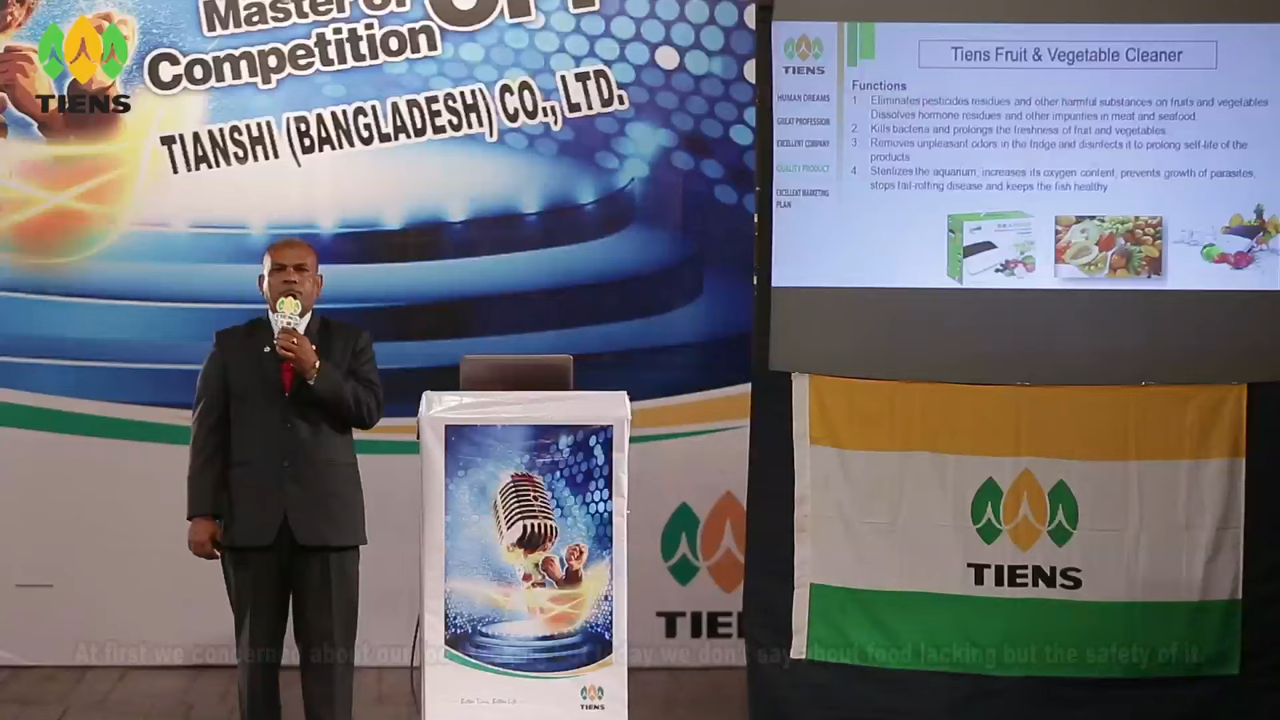 Master of
Competition
TIANSHI (BANGLADESH) CO., LTD.
TIENS
TIENS
HUMAN DREAMS
GREAT PROFESSION
EXCELLENT COMPANY
QUALITY PRODUCT
EXCELLENT MARKETING
PLAN
Tiens Fruit & Vegetable Cleaner
Functions
1 Eliminates pesticides residues and other harmful substances on fruits and vegetables
Dissolves hormone residues and other impurities in meat and seafood
2. Kills bacteria and prolongs the freshness of fruit and vegetables
3. Removes unpleasant odors in the fridge and disinfects it to prolong self-life of the
products
4 Sterilizes the aquarium, increases its oxygen content, prevents growth of parasites,
stops tail-rotting disease and keeps the fish healthy
TIENS
TIENS
TIE
TIENS
At first we concerned about our day we don't say about food lacking but the safety of it